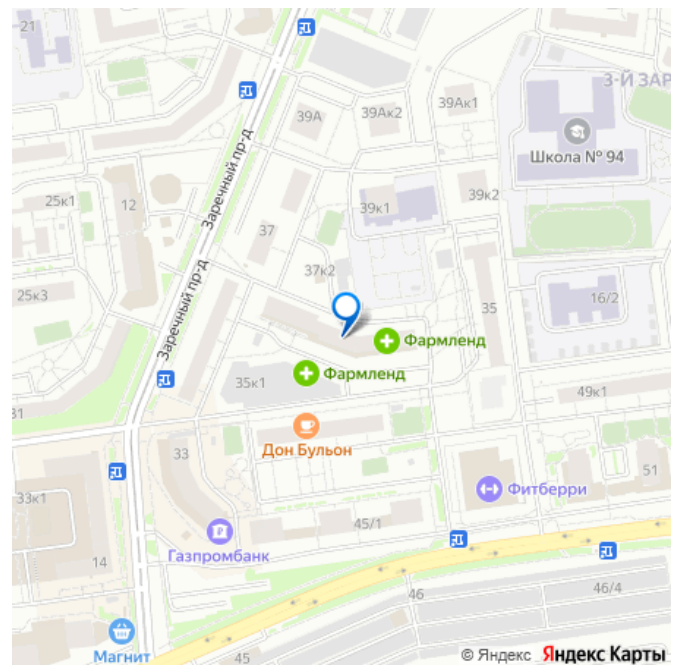 21
39А
39Ак2
39Ак1
3-Й ЗАР
Школа № 94
Заречный пр-д
25к1
12
37
39к1
39к2
37к2
25к3
Заречный пр-д
35
16/2
Фармленд
Фармленд
35к1
49к1
31
33
Дон Бульон
51
33к1
Фитберри
45/1
Газпромбанк
14
46
46/4
Магнит
45
© Яндекс Яндекс Карты